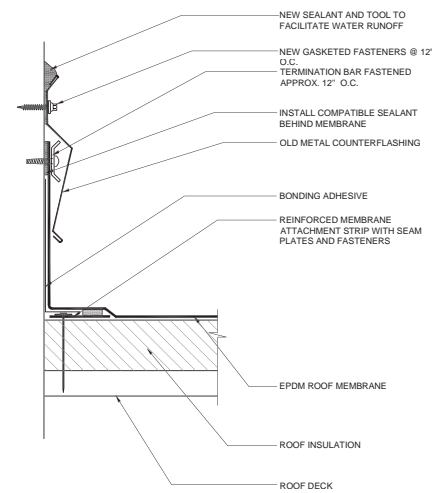 NEW SEALANT AND TOOL TO
FACILITATE WATER RUNOFF
NEW GASKETED FASTENERS @ 12"
O.C.
TERMINATION BAR FASTENED
APPROX. 12" O.C.
INSTALL COMPATIBLE SEALANT
BEHIND MEMBRANE
OLD METAL COUNTERFLASHING
BONDING ADHESIVE
REINFORCED MEMBRANE
ATTACHMENT STRIP WITH SEAM
PLATES AND FASTENERS
EPDM ROOF MEMBRANE
ROOF INSULATION
ROOF DECK